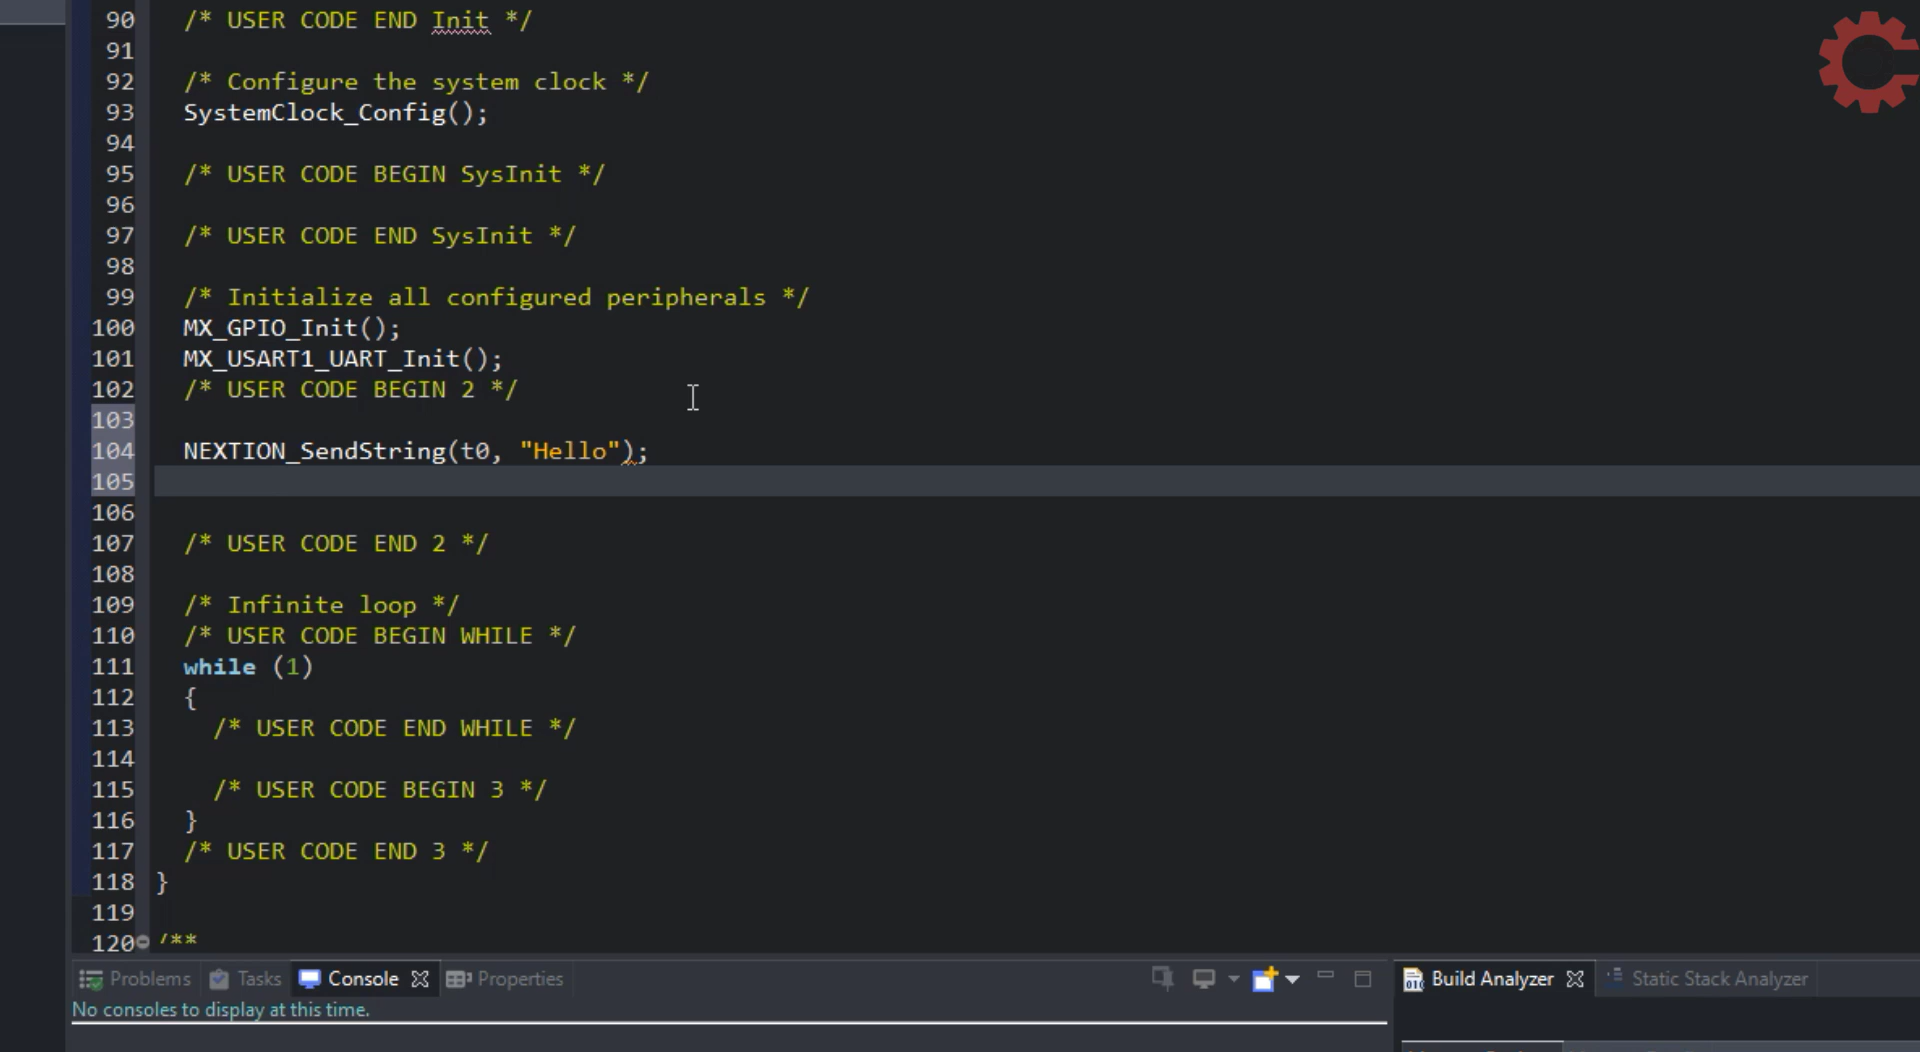 90 /* USER CODE END Init */
91
92 /* Configure the system clock */
93 SystemClock_Config();
94
95 /* USER CODE BEGIN SysInit */
96
97 /* USER CODE END SysInit */
98
99 /* Initialize all configured peripherals */
100 MX_GPIO_Init();
101 MX_USART1_UART_Init();
102 /* USER CODE BEGIN 2 */
103
104 NEXTION_SendString(t0, "Hello");
105
106
107 /* USER CODE END 2 */
108
109 /* Infinite loop */
110 /* USER CODE BEGIN WHILE */
111 while (1)
112 {
113 /* USER CODE END WHILE */
114
115 /* USER CODE BEGIN 3 */
116 }
117 /* USER CODE END 3 */
118 }
119
120 /**
Problems Tasks Console Properties Build Analyzer Static Stack Analyzer
No consoles to display at this time.